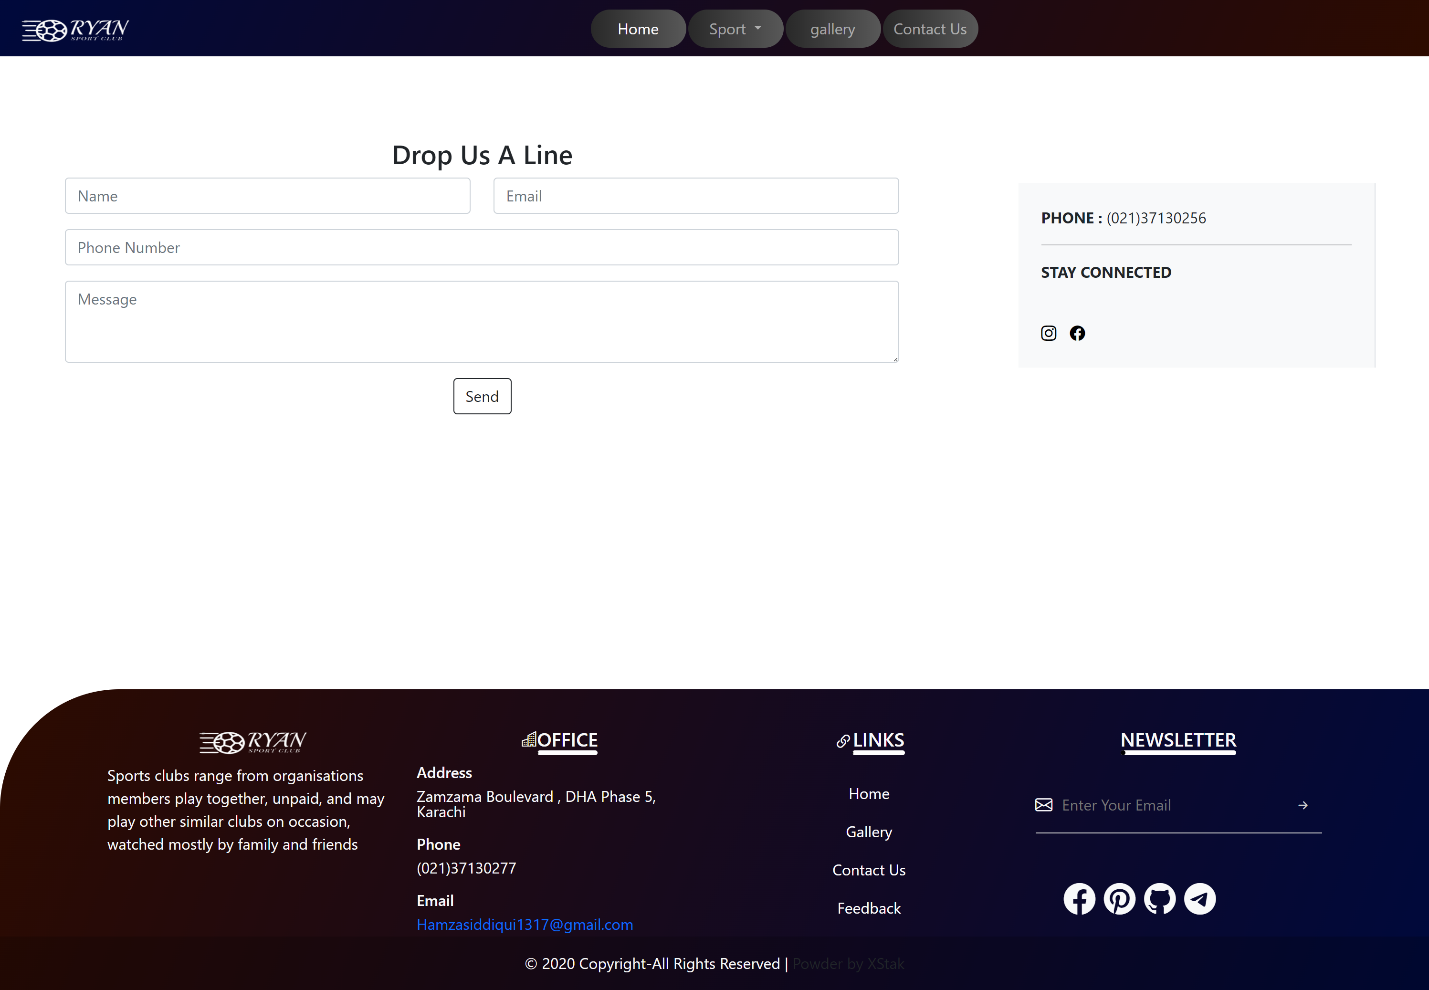 RYAN
SPORT CLUB
Home
Sport
gallery
Contact Us
Drop Us A Line
Name
Email
Phone Number
Message
Send
PHONE : (021)37130256
STAY CONNECTED
RYAN
SPORT CLUB
Sports clubs range from organisations
members play together, unpaid, and may
play other similar clubs on occasion,
watched mostly by family and friends
OFFICE
Address
Zamzama Boulevard , DHA Phase 5,
Karachi
Phone
(021)37130277
Email
Hamzasiddiqui1317@gmail.com
LINKS
Home
Gallery
Contact Us
Feedback
NEWSLETTER
Enter Your Email
© 2020 Copyright-All Rights Reserved | Powder by XStak